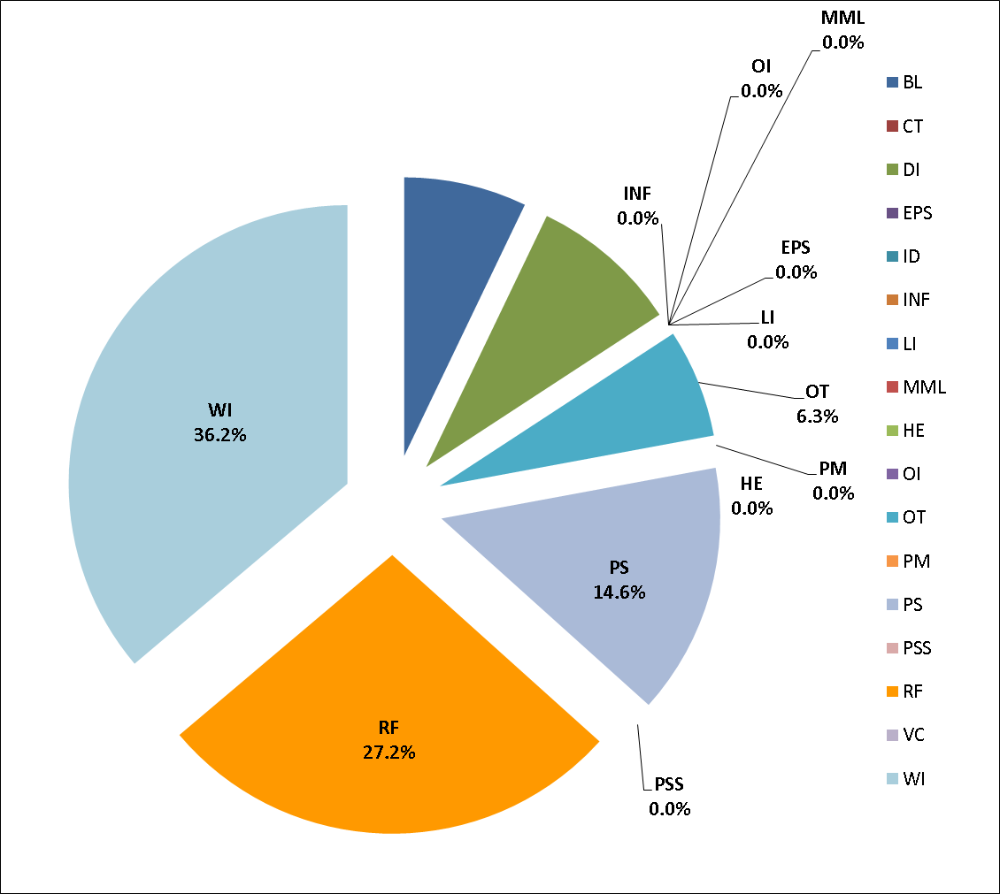 MML
0.0%
OI
0.0%
INF
0.0%
EPS
0.0%
LI
0.0%
OT
6.3%
PM
0.0%
HE
0.0%
PS
14.6%
PSS
0.0%
RF
27.2%
WI
36.2%
BL
CT
DI
EPS
ID
INF
LI
MML
HE
OI
OT
PM
PS
PSS
RF
VC
WI